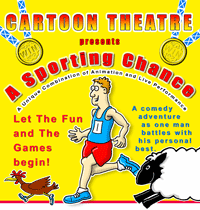 CARTOON THEATRE
presents
A Sporting Chance
A Unique Combination of Animation and Live Performance
Let The Fun
and The
Games
begin!
A comedy
adventure
as one man
battles with
his personal
best.